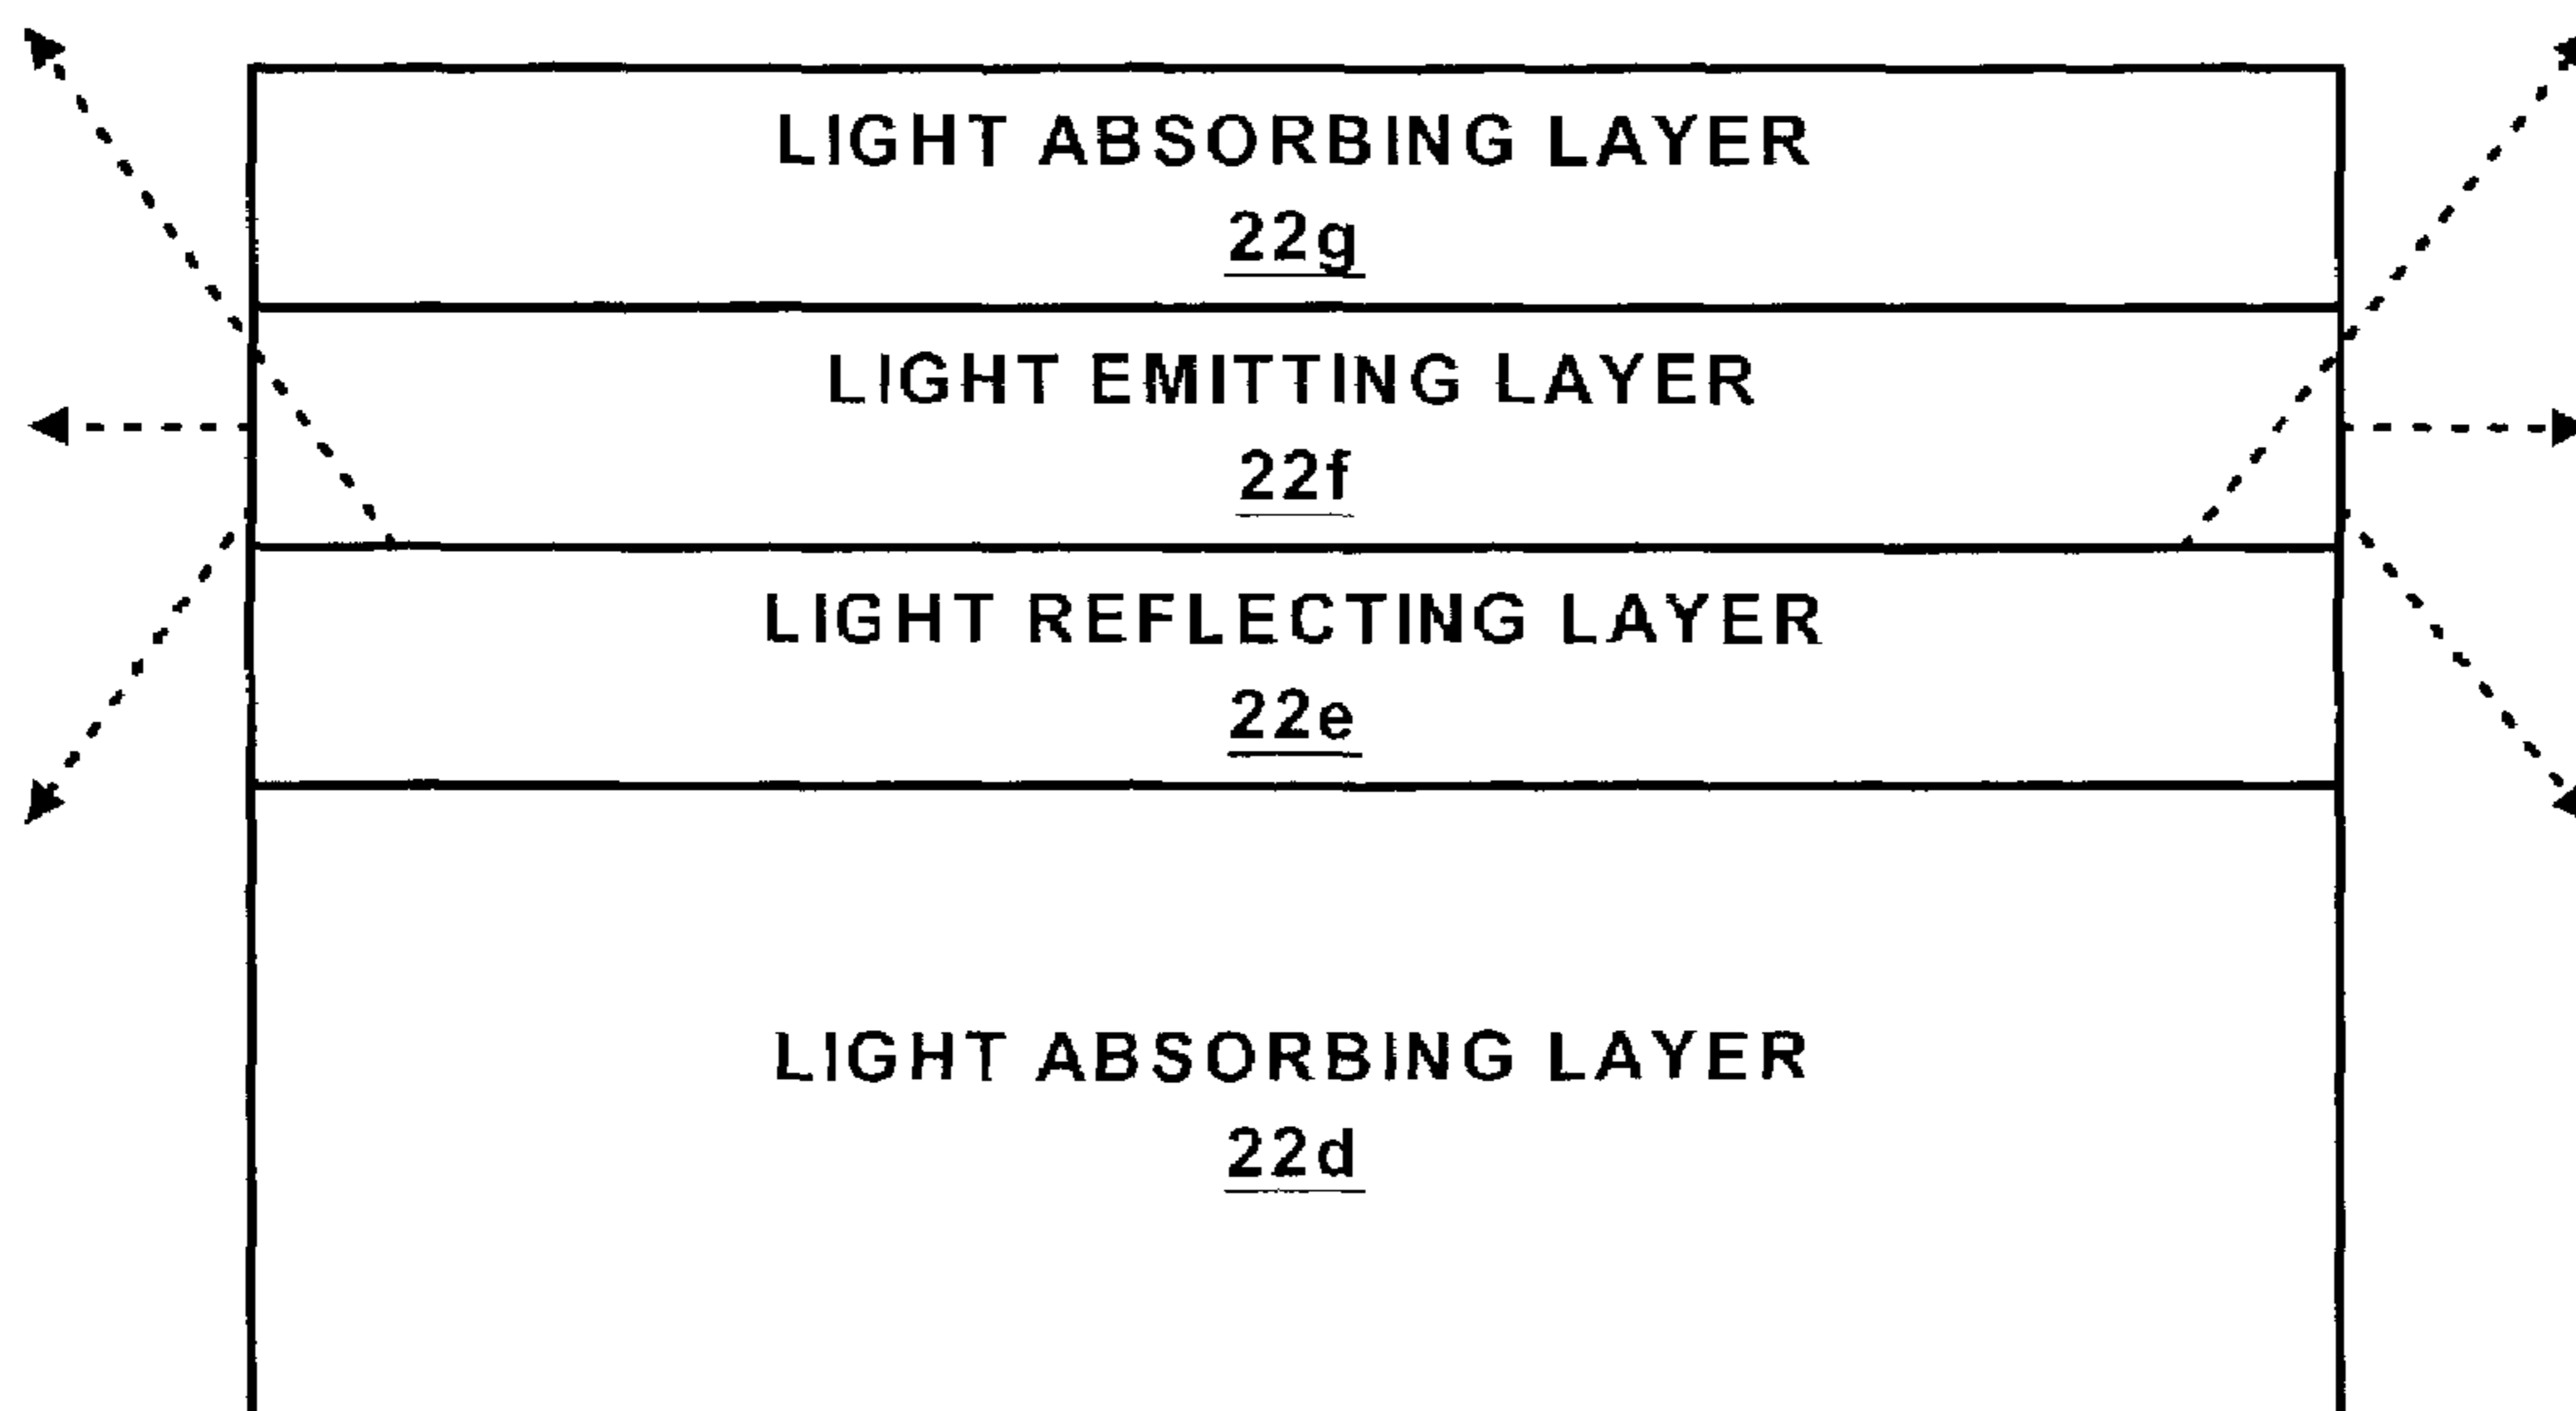 LIGHT ABSORBING LAYER
22g
LIGHT EMITTING LAYER
22f
LIGHT REFLECTING LAYER
22e
LIGHT ABSORBING LAYER
22d